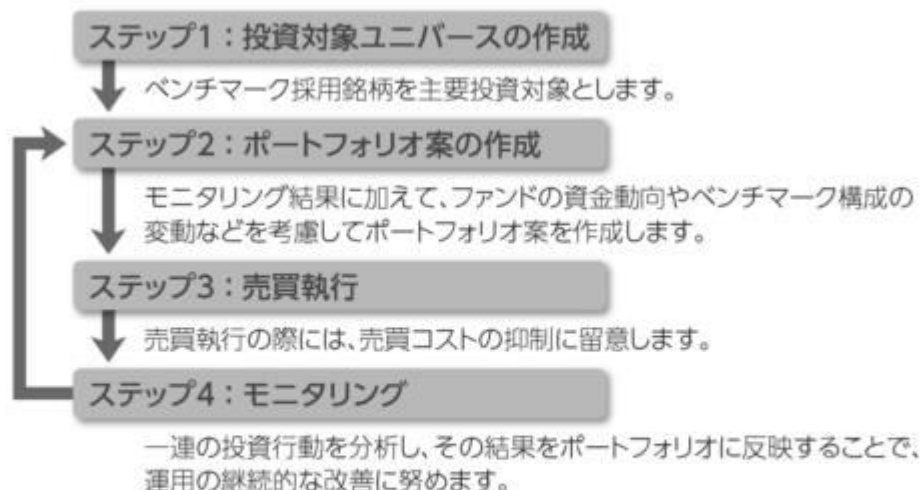 ステップ1：投資対象ユニバースの作成
ベンチマーク採用銘柄を主要投資対象とします。
ステップ2：ポートフォリオ案の作成
モニタリング結果に加えて、ファンドの資金動向やベンチマーク構成の
変動などを考慮してポートフォリオ案を作成します。
ステップ3：売買執行
売買執行の際には、売買コストの抑制に留意します。
ステップ4：モニタリング
一連の投資行動を分析し、その結果をポートフォリオに反映することで、
運用の継続的な改善に努めます。